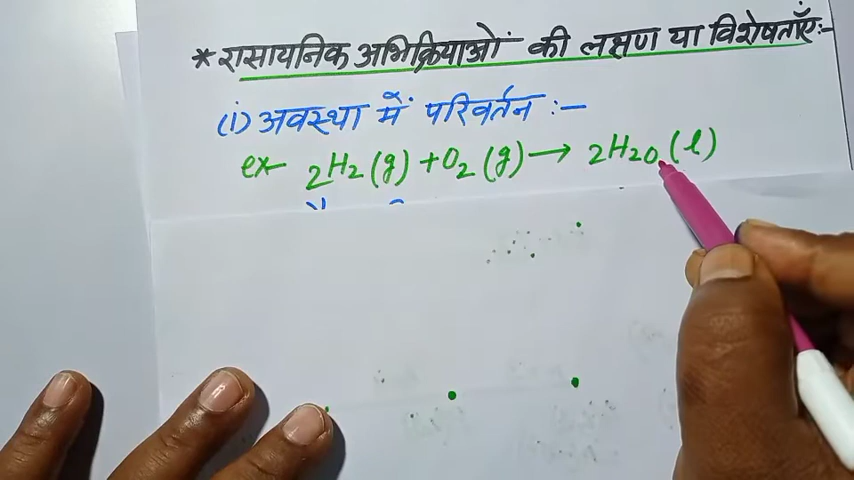 * रासायनिक अभिक्रियाओं की लक्षण या विशेषताएँ:-
(i) अवस्था में परिवर्तन :-
ex- 2H2(g) + O2(g) → 2H2O(l)